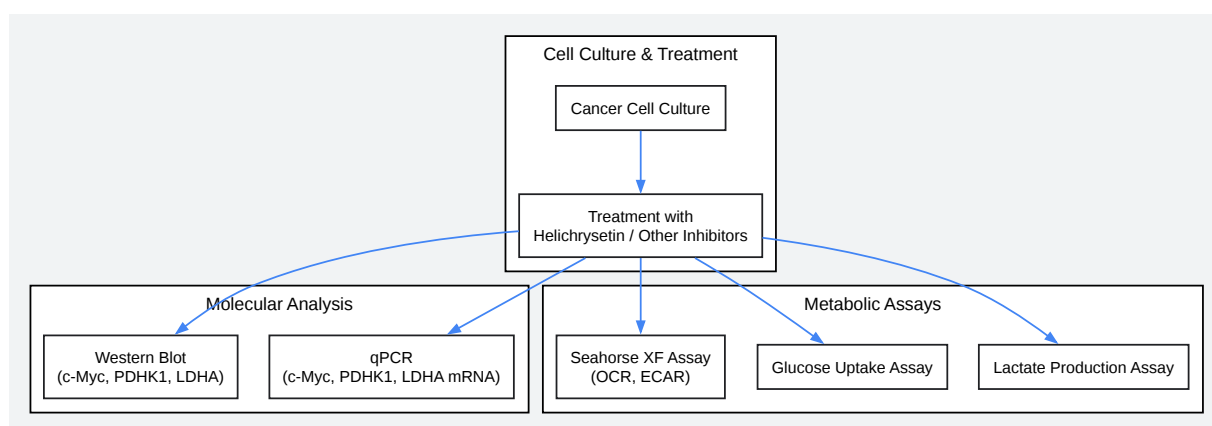 Cell Culture & Treatment
Cancer Cell Culture
Treatment with
Helichrysetin / Other Inhibitors
Molecular Analysis
Western Blot
(c-Myc, PDHK1, LDHA)
qPCR
(c-Myc, PDHK1, LDHA mRNA)
Metabolic Assays
Seahorse XF Assay
(OCR, ECAR)
Glucose Uptake Assay
Lactate Production Assay